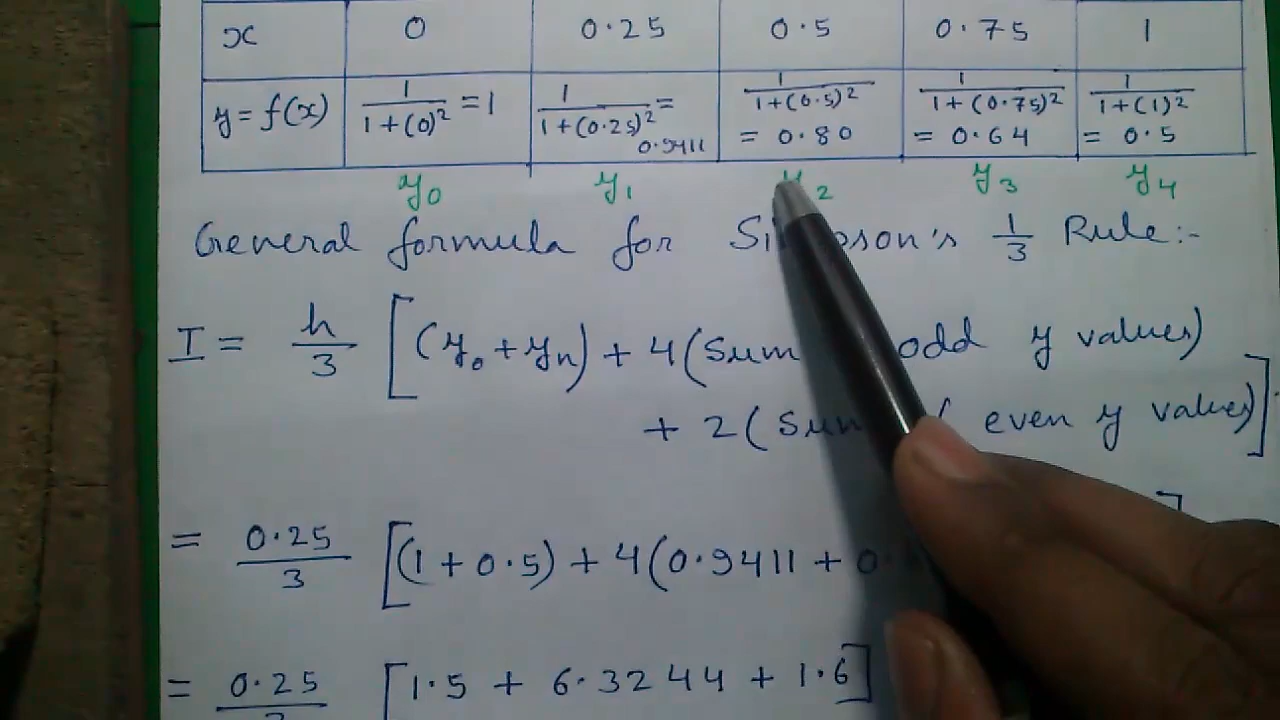 x 0 0.25 0.5 0.75 1
y = f(x) 1/(1+(0)²) = 1 1/(1+(0.25)²) = 0.9411 1/(1+(0.5)²) = 0.80 1/(1+(0.75)²) = 0.64 1/(1+(1)²) = 0.5
y₀ y₁ y₂ y₃ y₄
General formula for 1/3 Rule:-
I = h/3 [(y₀ + yₙ) + 4 (sum odd y values)
+ 2 ( even y values)]
= 0.25/3 [(1 + 0.5) + 4(0.9411 + 0.
= 0.25/3 [1.5 + 6.3244 + 1.6]